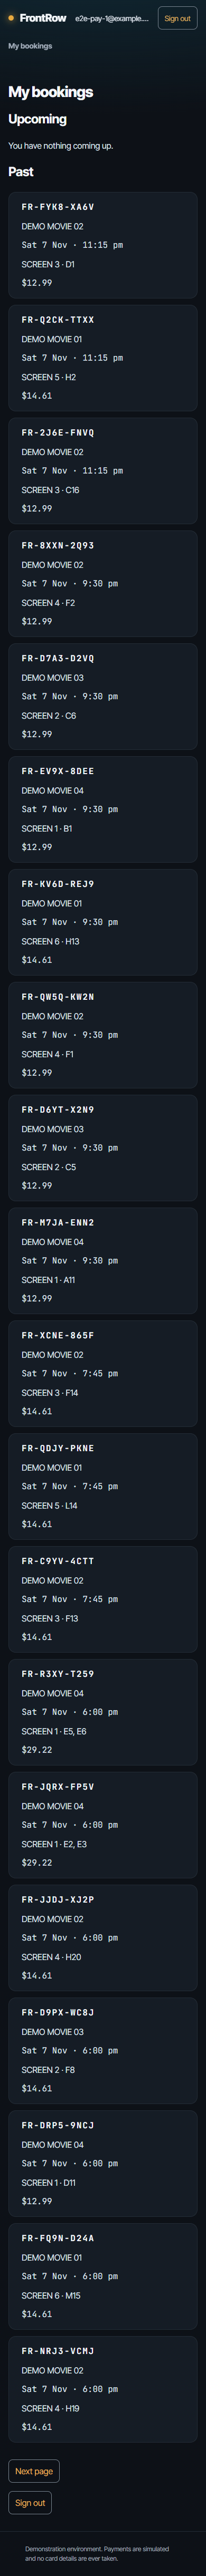 FrontRow
e2e-pay-1@example....
Sign out
My bookings
My bookings
Upcoming
You have nothing coming up.
Past
FR-FYK8-XA6V
DEMO MOVIE 02
Sat 7 Nov · 11:15 pm
SCREEN 3 · D1
$12.99
FR-Q2CK-TTXX
DEMO MOVIE 01
Sat 7 Nov · 11:15 pm
SCREEN 5 · H2
$14.61
FR-2J6E-FNVQ
DEMO MOVIE 02
Sat 7 Nov · 11:15 pm
SCREEN 3 · C16
$12.99
FR-8XXN-2Q93
DEMO MOVIE 02
Sat 7 Nov · 9:30 pm
SCREEN 4 · F2
$12.99
FR-D7A3-D2VQ
DEMO MOVIE 03
Sat 7 Nov · 9:30 pm
SCREEN 2 · C6
$12.99
FR-EV9X-8DEE
DEMO MOVIE 04
Sat 7 Nov · 9:30 pm
SCREEN 1 · B1
$12.99
FR-KV6D-REJ9
DEMO MOVIE 01
Sat 7 Nov · 9:30 pm
SCREEN 6 · H13
$14.61
FR-QW5Q-KW2N
DEMO MOVIE 02
Sat 7 Nov · 9:30 pm
SCREEN 4 · F1
$12.99
FR-D6YT-X2N9
DEMO MOVIE 03
Sat 7 Nov · 9:30 pm
SCREEN 2 · C5
$12.99
FR-M7JA-ENN2
DEMO MOVIE 04
Sat 7 Nov · 9:30 pm
SCREEN 1 · A11
$12.99
FR-XCNE-865F
DEMO MOVIE 02
Sat 7 Nov · 7:45 pm
SCREEN 3 · F14
$14.61
FR-QDJY-PKNE
DEMO MOVIE 01
Sat 7 Nov · 7:45 pm
SCREEN 5 · L14
$14.61
FR-C9YV-4CTT
DEMO MOVIE 02
Sat 7 Nov · 7:45 pm
SCREEN 3 · F13
$14.61
FR-R3XY-T259
DEMO MOVIE 04
Sat 7 Nov · 6:00 pm
SCREEN 1 · E5, E6
$29.22
FR-JQRX-FP5V
DEMO MOVIE 04
Sat 7 Nov · 6:00 pm
SCREEN 1 · E2, E3
$29.22
FR-JJDJ-XJ2P
DEMO MOVIE 02
Sat 7 Nov · 6:00 pm
SCREEN 4 · H20
$14.61
FR-D9PX-WC8J
DEMO MOVIE 03
Sat 7 Nov · 6:00 pm
SCREEN 2 · F8
$14.61
FR-DRP5-9NCJ
DEMO MOVIE 04
Sat 7 Nov · 6:00 pm
SCREEN 1 · D11
$12.99
FR-FQ9N-D24A
DEMO MOVIE 01
Sat 7 Nov · 6:00 pm
SCREEN 6 · M15
$14.61
FR-NRJ3-VCMJ
DEMO MOVIE 02
Sat 7 Nov · 6:00 pm
SCREEN 4 · H19
$14.61
Next page
Sign out
Demonstration environment. Payments are simulated
and no card details are ever taken.